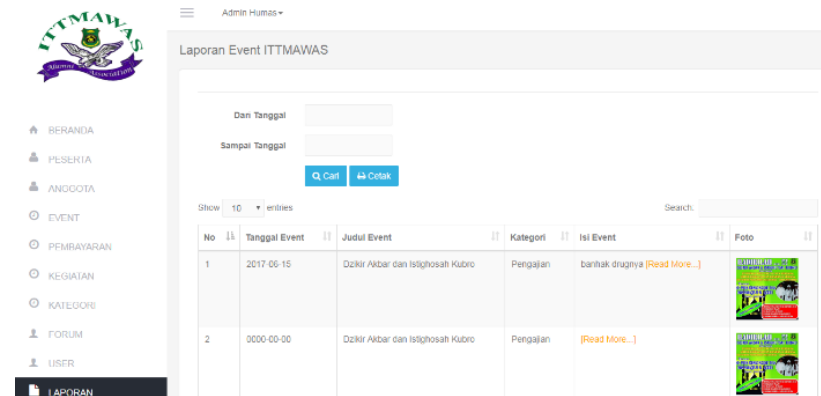 ITTMAWAS
Alumni Association
BERANDA
PESERTA
ANGGOTA
EVENT
PEMBAYARAN
KEGIATAN
KATEGORI
FORUM
USER
LAPORAN
Admin Humas
Laporan Event ITTMAWAS
Dari Tanggal
Sampai Tanggal
Cari Cetak
Show 10 entries Search:
No Tanggal Event Judul Event Kategori Isi Event Foto
1 2017-06-15 Dzikir Akbar dan Istighosah Kubro Pengajian banhak drugnya [Read More...]
2 0000-00-00 Dzikir Akbar dan Istighosah Kubro Pengajian [Read More...]